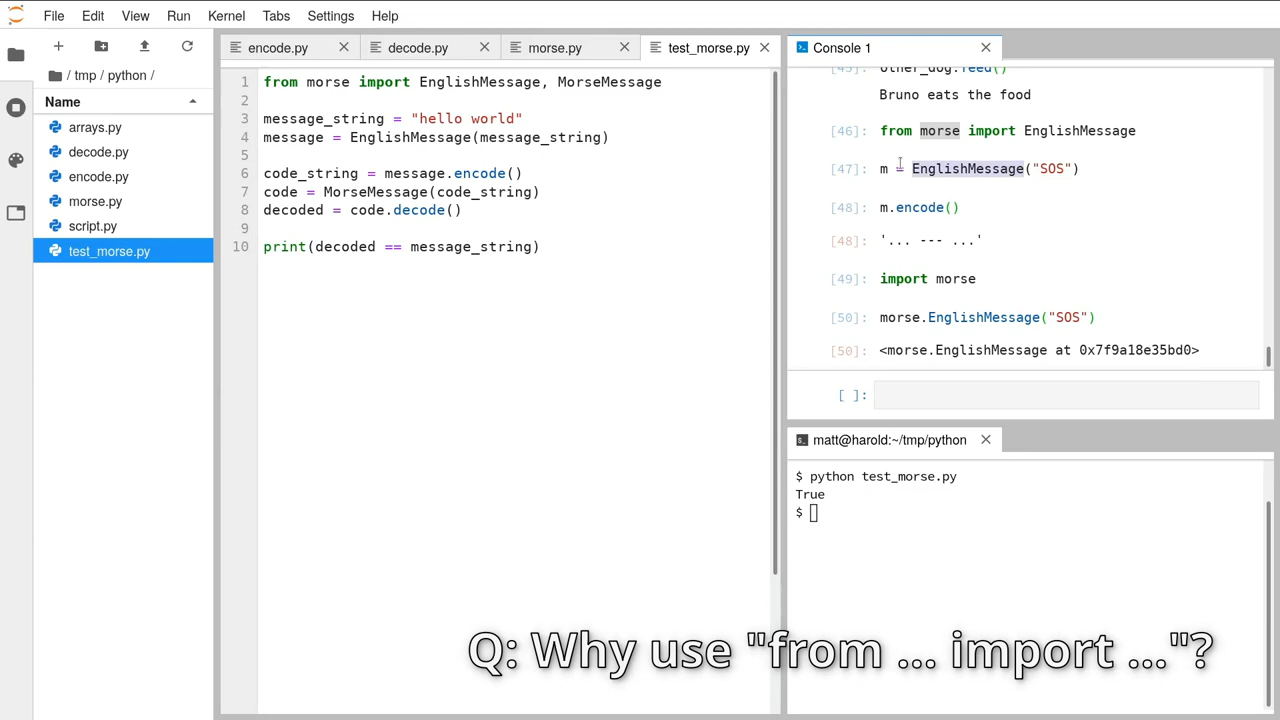 File Edit View Run Kernel Tabs Settings Help
/ tmp / python /
Name
arrays.py
decode.py
encode.py
morse.py
script.py
test_morse.py
encode.py decode.py morse.py test_morse.py
1 from morse import EnglishMessage, MorseMessage
2
3 message_string = "hello world"
4 message = EnglishMessage(message_string)
5
6 code_string = message.encode()
7 code = MorseMessage(code_string)
8 decoded = code.decode()
9
10 print(decoded == message_string)
Console 1
[45]: other_dog.feed()
Bruno eats the food
[46]: from morse import EnglishMessage
[47]: m = EnglishMessage("SOS")
[48]: m.encode()
[48]: '... --- ...'
[49]: import morse
[50]: morse.EnglishMessage("SOS")
[50]: <morse.EnglishMessage at 0x7f9a18e35bd0>
[ ]:
matt@harold:~/tmp/python
$ python test_morse.py
True
$
Q: Why use "from ... import ..."?